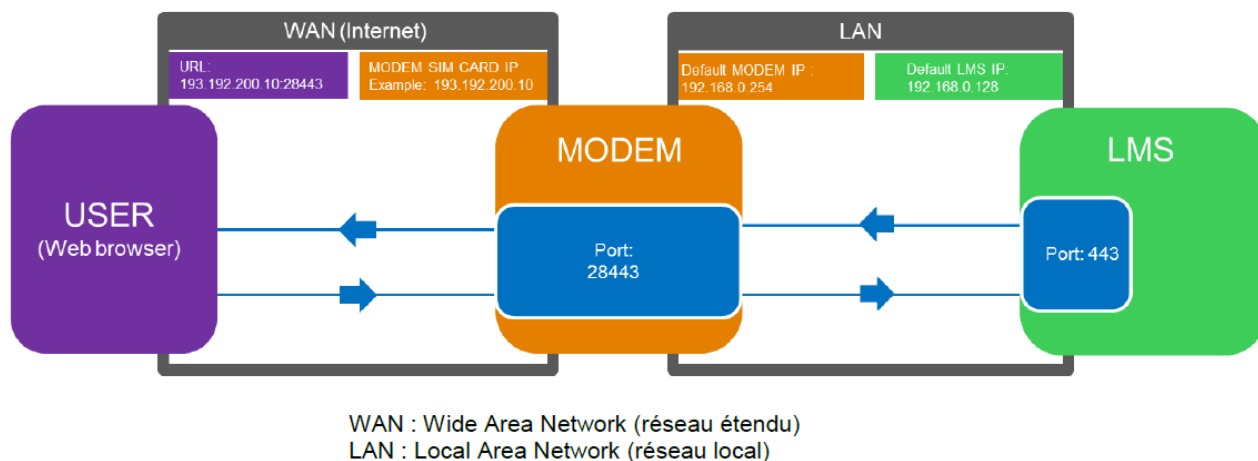 WAN (Internet)
LAN
URL:
193.192.200.10:28443
MODEM SIM CARD IP
Example: 193.192.200.10
Default MODEM IP :
192.168.0.254
Default LMS IP:
192.168.0.128
USER
(Web browser)
MODEM
LMS
Port:
28443
Port: 443
WAN : Wide Area Network (réseau étendu)
LAN : Local Area Network (réseau local)